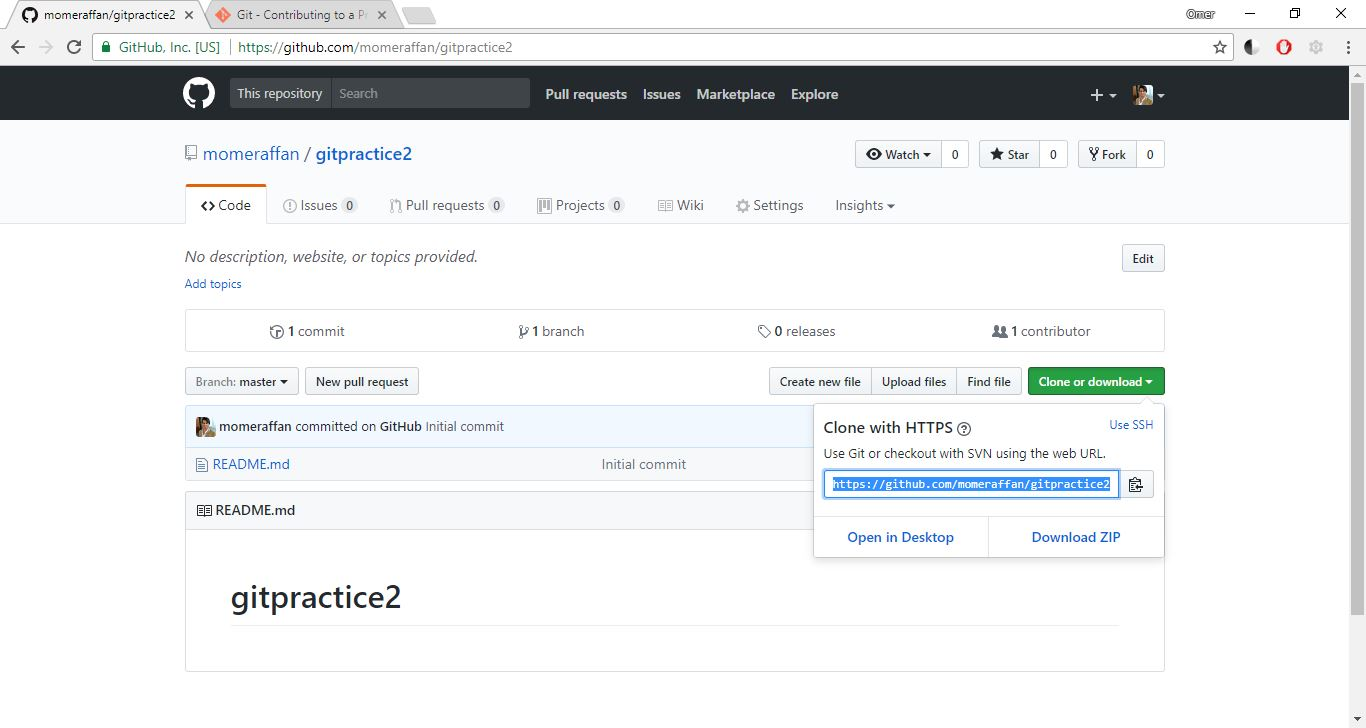 momeraffan/gitpractice2
Git - Contributing to a P
Omer
GitHub, Inc. [US] https://github.com/momeraffan/gitpractice2
This repository Search Pull requests Issues Marketplace Explore
momeraffan / gitpractice2
Watch 0 Star 0 Fork 0
Code Issues 0 Pull requests 0 Projects 0 Wiki Settings Insights
No description, website, or topics provided.
Edit
Add topics
1 commit 1 branch 0 releases 1 contributor
Branch: master New pull request Create new file Upload files Find file Clone or download
momeraffan committed on GitHub Initial commit
README.md Initial commit
README.md
gitpractice2
Clone with HTTPS ? Use SSH
Use Git or checkout with SVN using the web URL.
https://github.com/momeraffan/gitpractice2
Open in Desktop Download ZIP